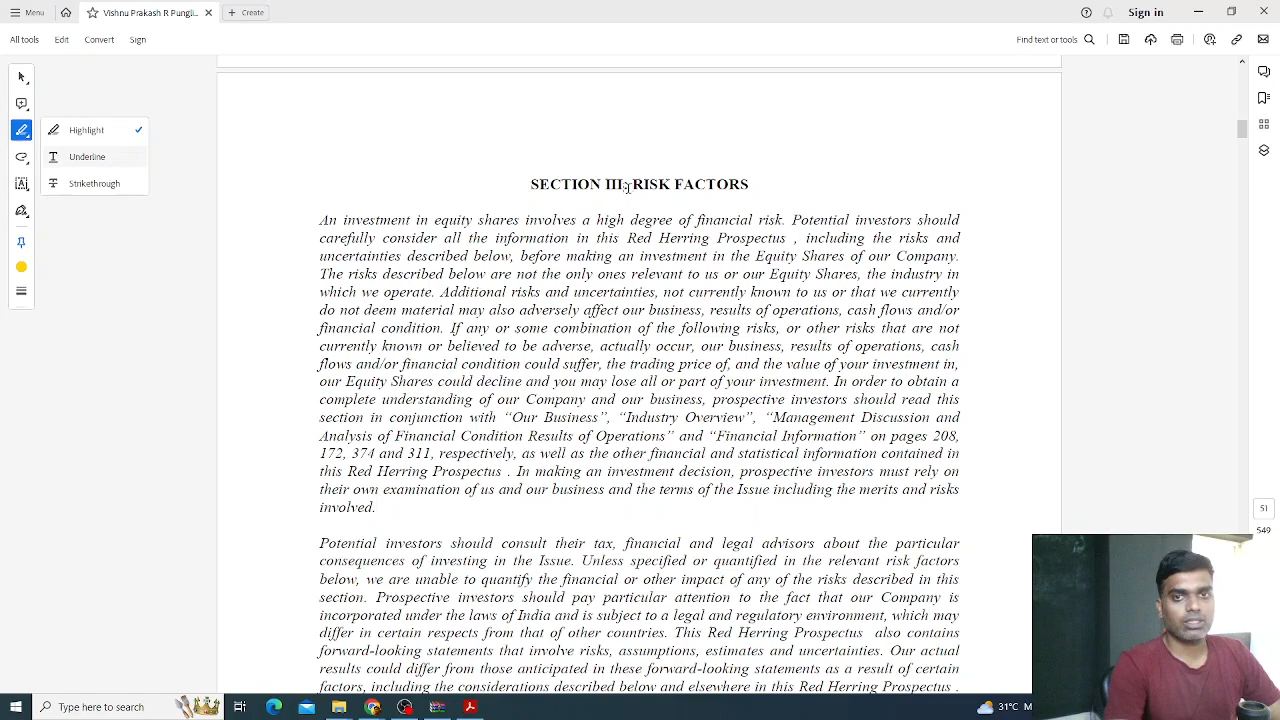 Menu
Vishnu Prakash R Pungli...
Create
Sign in
All tools Edit Convert Sign
Find text or tools
Highlight
Underline
Strikethrough
SECTION III: RISK FACTORS
An investment in equity shares involves a high degree of financial risk. Potential investors should
carefully consider all the information in this Red Herring Prospectus , including the risks and
uncertainties described below, before making an investment in the Equity Shares of our Company.
The risks described below are not the only ones relevant to us or our Equity Shares, the industry in
which we operate. Additional risks and uncertainties, not currently known to us or that we currently
do not deem material may also adversely affect our business, results of operations, cash flows and/or
financial condition. If any or some combination of the following risks, or other risks that are not
currently known or believed to be adverse, actually occur, our business, results of operations, cash
flows and/or financial condition could suffer, the trading price of, and the value of your investment in,
our Equity Shares could decline and you may lose all or part of your investment. In order to obtain a
complete understanding of our Company and our business, prospective investors should read this
section in conjunction with “Our Business”, “Industry Overview”, “Management Discussion and
Analysis of Financial Condition Results of Operations” and “Financial Information” on pages 208,
172, 374 and 311, respectively, as well as the other financial and statistical information contained in
this Red Herring Prospectus . In making an investment decision, prospective investors must rely on
their own examination of us and our business and the terms of the Issue including the merits and risks
involved.
Potential investors should consult their tax, financial and legal advisors about the particular
consequences of investing in the Issue. Unless specified or quantified in the relevant risk factors
below, we are unable to quantify the financial or other impact of any of the risks described in this
section. Prospective investors should pay particular attention to the fact that our Company is
incorporated under the laws of India and is subject to a legal and regulatory environment, which may
differ in certain respects from that of other countries. This Red Herring Prospectus also contains
forward-looking statements that involve risks, assumptions, estimates and uncertainties. Our actual
results could differ from those anticipated in these forward-looking statements as a result of certain
factors, including the considerations described below and elsewhere in this Red Herring Prospectus .
51
549
Type here to search
31°C